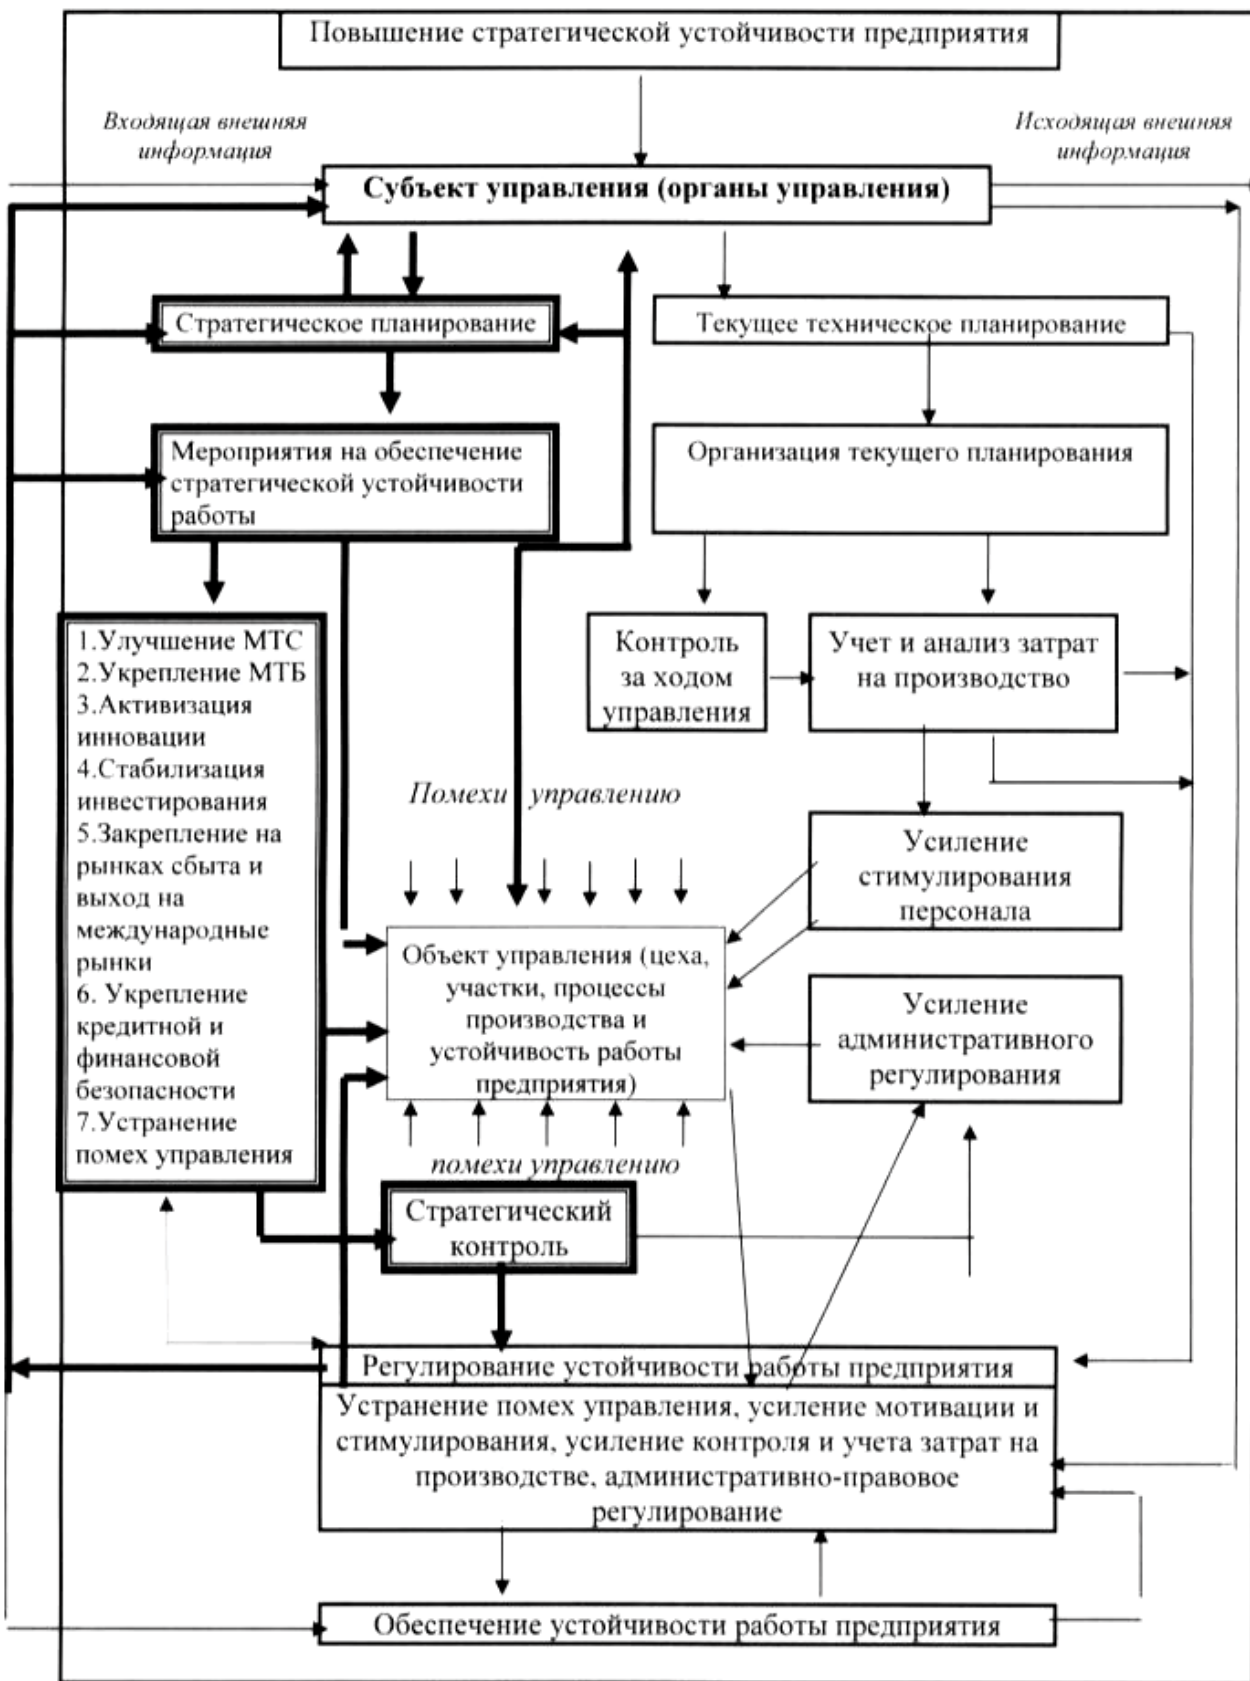 Повышение стратегической устойчивости предприятия
Входящая внешняя
информация
Исходящая внешняя
информация
Субъект управления (органы управления)
Стратегическое планирование
Текущее техническое планирование
Мероприятия на обеспечение
стратегической устойчивости
работы
Организация текущего планирования
1.Улучшение МТС
2.Укрепление МТБ
3.Активизация
инновации
4.Стабилизация
инвестирования
5.Закрепление на
рынках сбыта и
выход на
международные
рынки
6. Укрепление
кредитной и
финансовой
безопасности
7.Устранение
помех управления
Контроль
за ходом
управления
Учет и анализ затрат
на производство
Помехи управлению
Усиление
стимулирования
персонала
Объект управления (цеха,
участки, процессы
производства и
устойчивость работы
предприятия)
Усиление
административного
регулирования
помехи управлению
Стратегический
контроль
Регулирование устойчивости работы предприятия
Устранение помех управления, усиление мотивации и
стимулирования, усиление контроля и учета затрат на
производстве, административно-правовое
регулирование
Обеспечение устойчивости работы предприятия